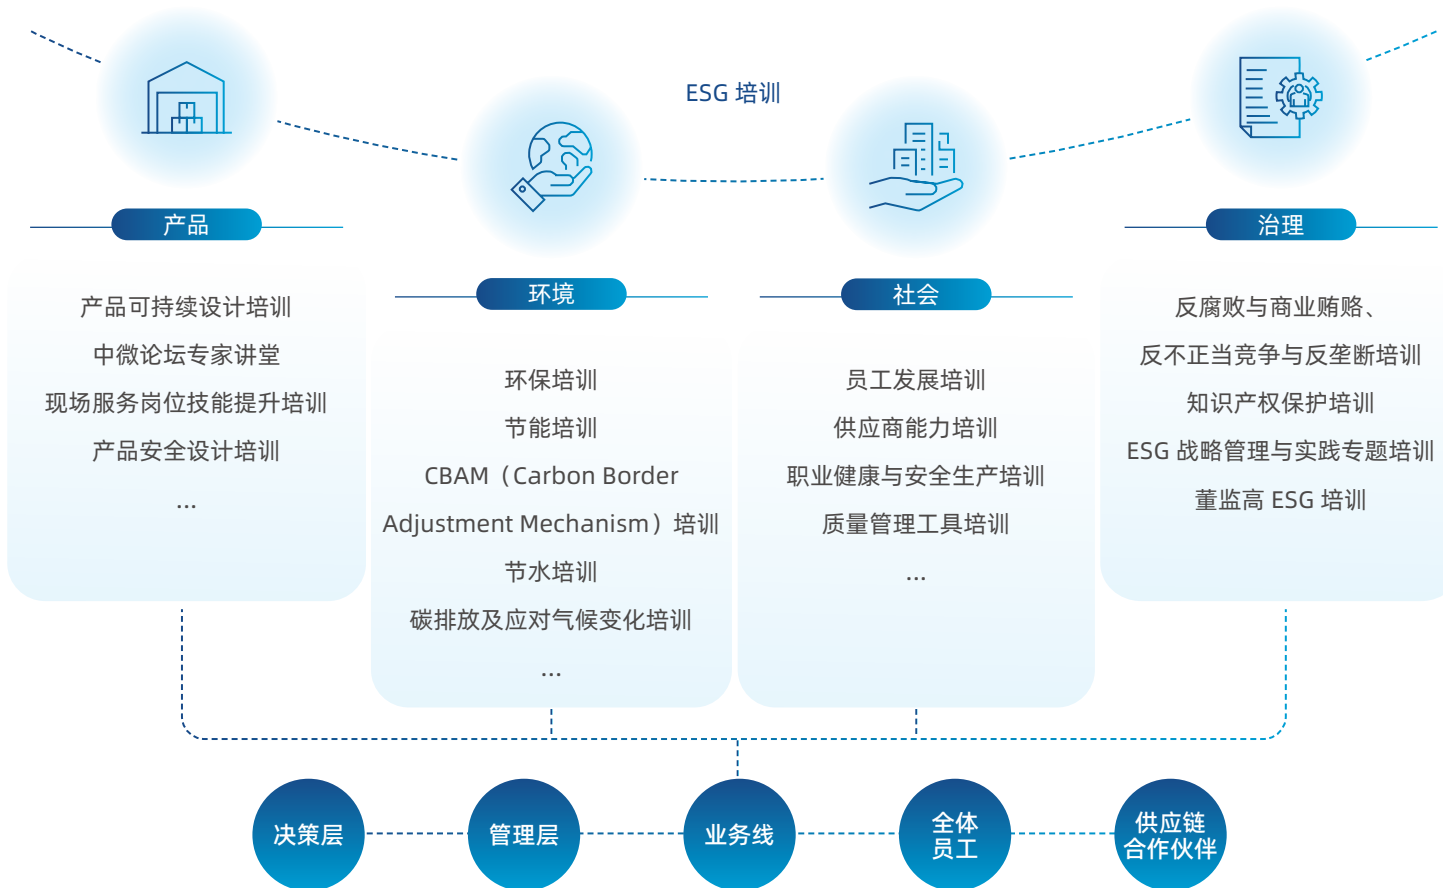 ESG 培训
产品
产品可持续设计培训
中微论坛专家讲堂
现场服务岗位技能提升培训
产品安全设计培训
...
环境
环保培训
节能培训
CBAM（Carbon Border
Adjustment Mechanism）培训
节水培训
碳排放及应对气候变化培训
...
社会
员工发展培训
供应商能力培训
职业健康与安全生产培训
质量管理工具培训
...
治理
反腐败与商业贿赂、
反不正当竞争与反垄断培训
知识产权保护培训
ESG 战略管理与实践专题培训
董监高 ESG 培训
决策层
管理层
业务线
全体
员工
供应链
合作伙伴